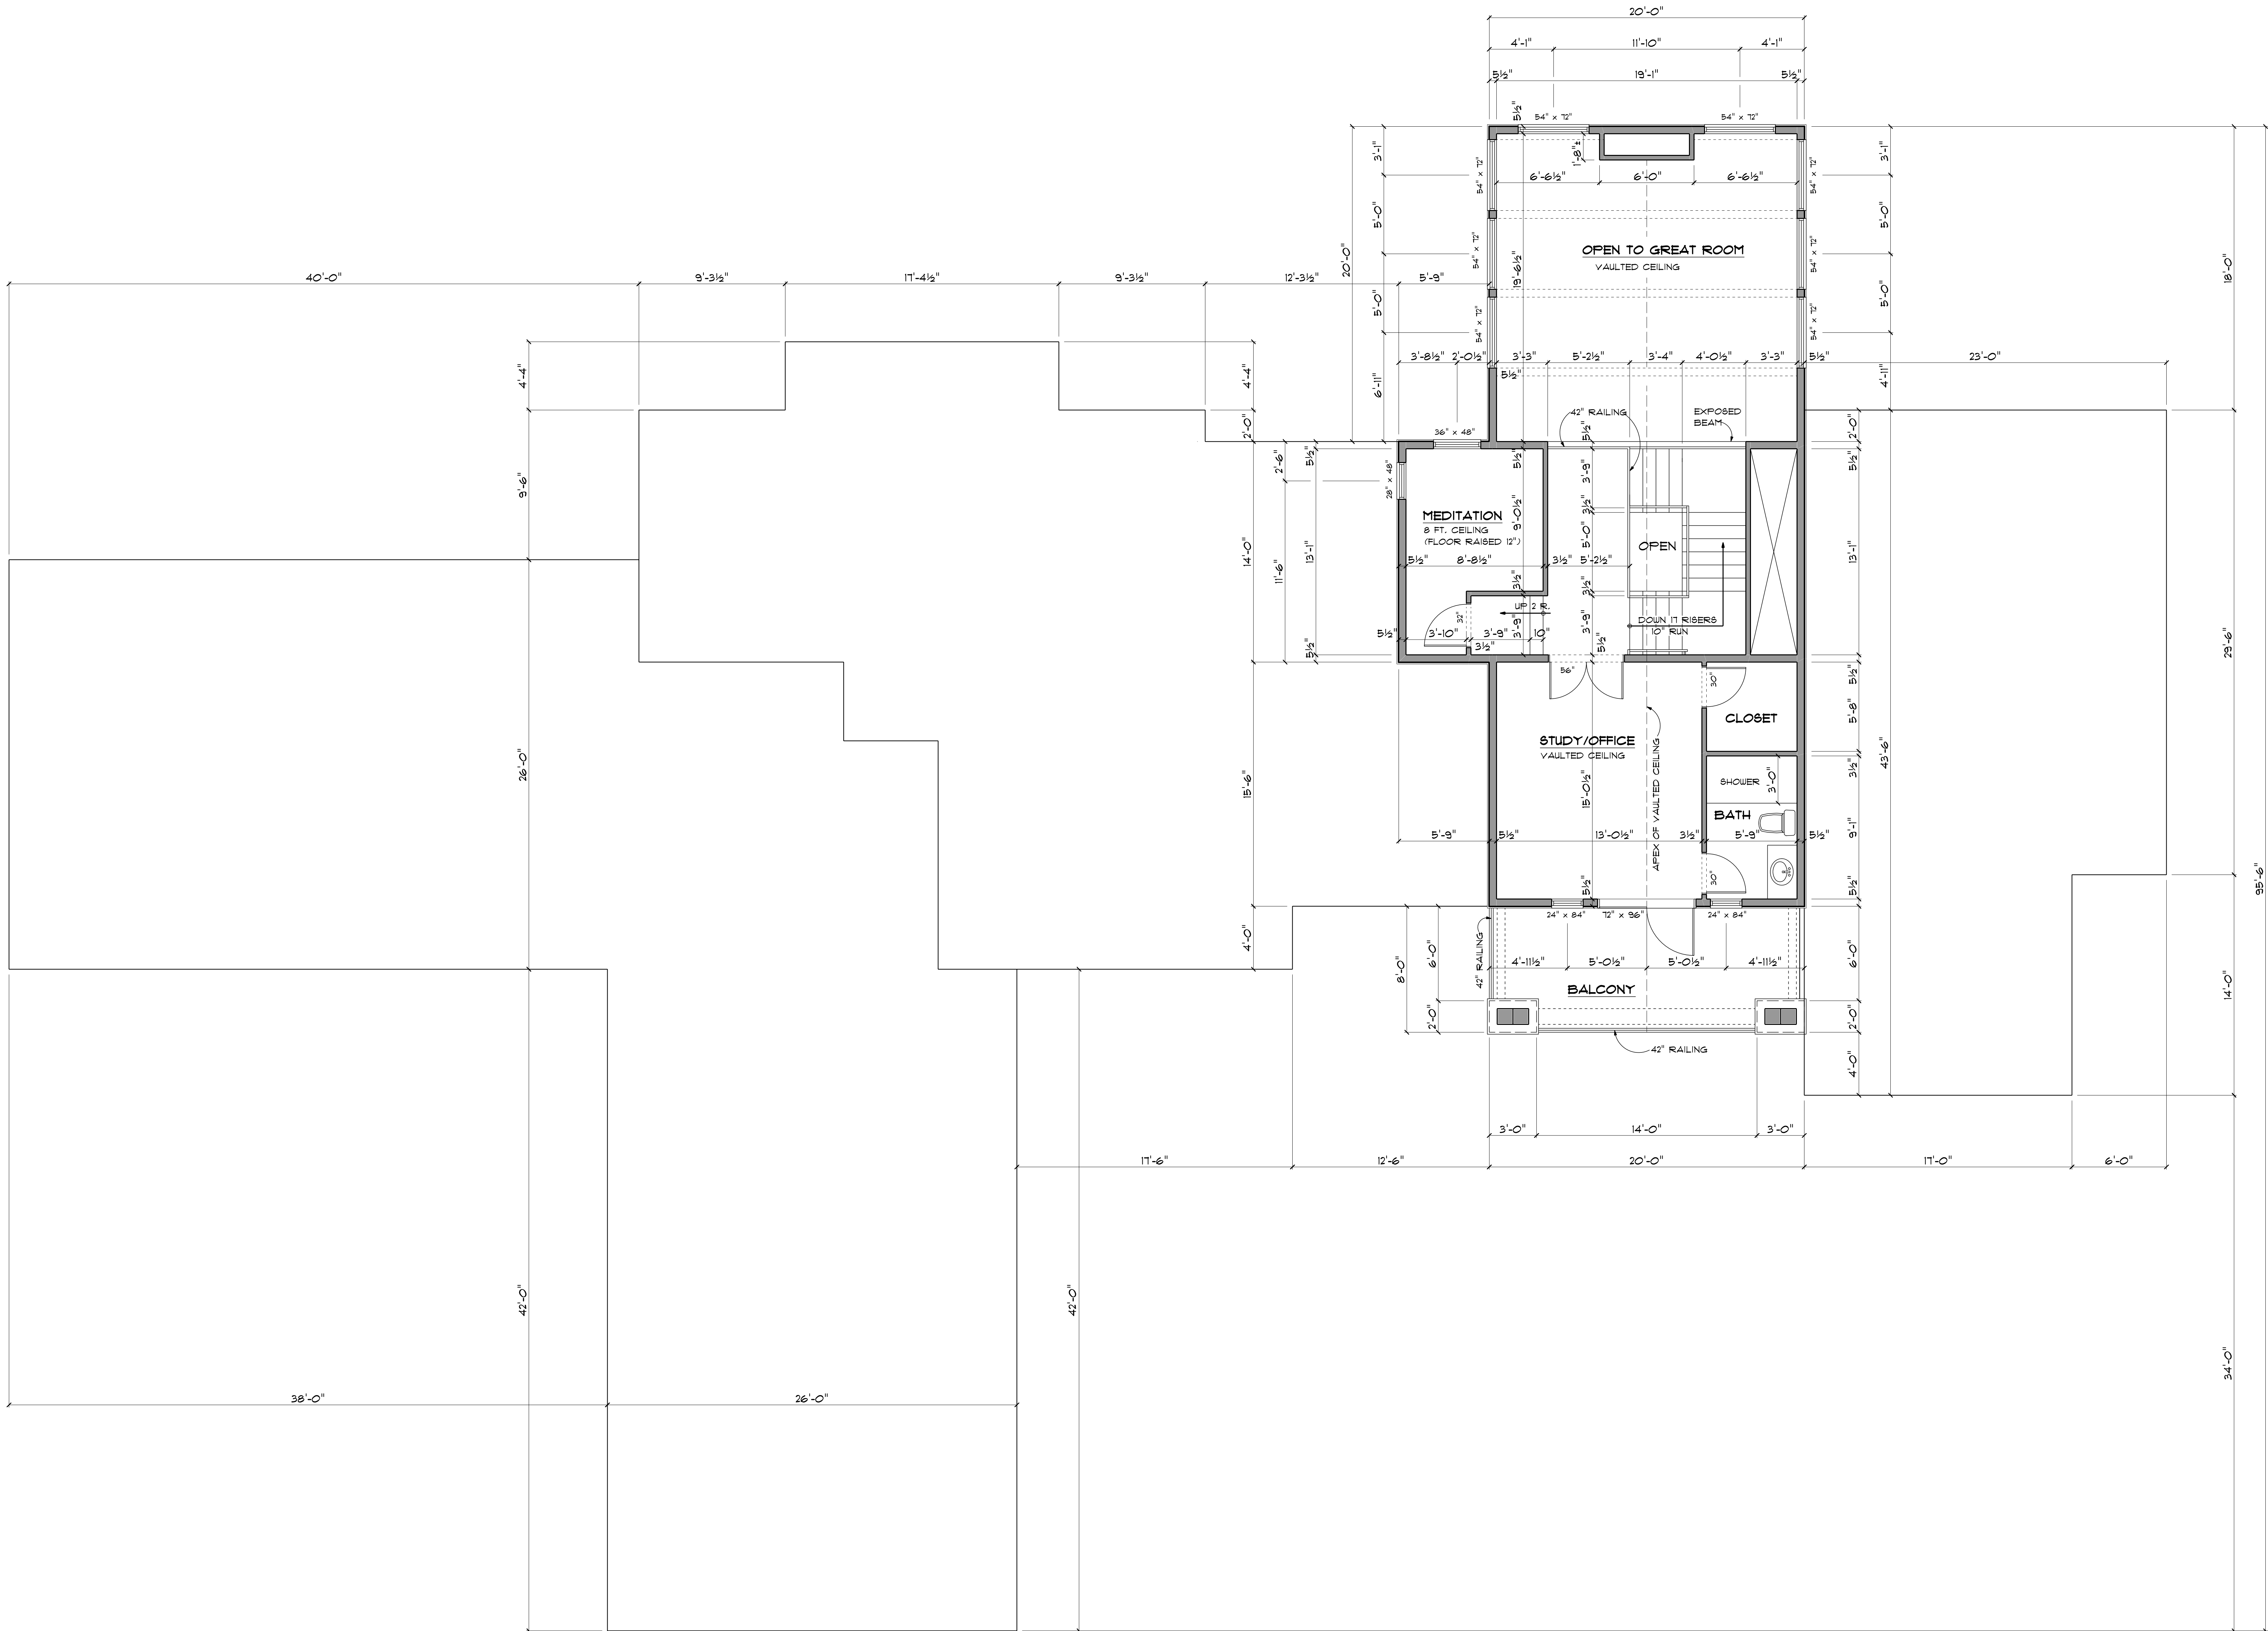 20'-0"
4'-1" 11'-10" 4'-1"
5½" 19'-1" 5½"
54" x 72" 54" x 72"
5½"
1'-8"±
6'-6½" 6'-0" 6'-6½"
3'-1"
5'-0"
5'-0"
6'-11"
20'-0"
54" x 72"
54" x 72"
54" x 72"
19'-6½"
OPEN TO GREAT ROOM
VAULTED CEILING
54" x 72"
54" x 72"
54" x 72"
3'-1"
5'-0"
5'-0"
4'-11"
18'-0"
40'-0" 9'-3½" 17'-4½" 9'-3½" 12'-3½" 5'-9"
3'-8½" 2'-0½" 3'-3" 5'-2½" 3'-4" 4'-0½" 3'-3" 5½" 23'-0"
5½"
4'-4"
9'-6"
26'-0"
42'-0"
4'-4"
2'-0"
14'-0"
15'-6"
4'-0"
42" RAILING
EXPOSED
BEAM
36" x 48"
28" x 48"
2'-6"
11'-6"
5½"
13'-1"
5½"
MEDITATION
8 FT. CEILING
(FLOOR RAISED 12")
5½"
9'-0½"
3½"
3'-9"
5½" 8'-8½" 3½" 5'-2½"
5½"
3'-9"
3½"
5'-0"
3½"
3'-9"
5½"
OPEN
UP 2 R.
DOWN 17 RISERS
10" RUN
32"
5½" 3'-10" 3'-9" 10"
3½"
2'-0"
5½"
13'-1"
5½"
5'-8"
3½"
9'-1"
5½"
43'-6"
29'-6"
95'-6"
56"
30"
CLOSET
STUDY/OFFICE
VAULTED CEILING
15'-0½"
5½"
APEX OF VAULTED CEILING
SHOWER
3'-0"
BATH
30"
5'-9" 5½" 13'-0½" 3½" 5'-9" 5½"
24" x 84" 72" x 96" 24" x 84"
42" RAILING
8'-0"
6'-0"
2'-0"
4'-11½" 5'-0½" 5'-0½" 4'-11½"
BALCONY
42" RAILING
6'-0"
2'-0"
4'-0"
14'-0"
3'-0" 14'-0" 3'-0"
17'-6" 12'-6" 20'-0" 17'-0" 6'-0"
42'-0"
34'-0"
38'-0" 26'-0"